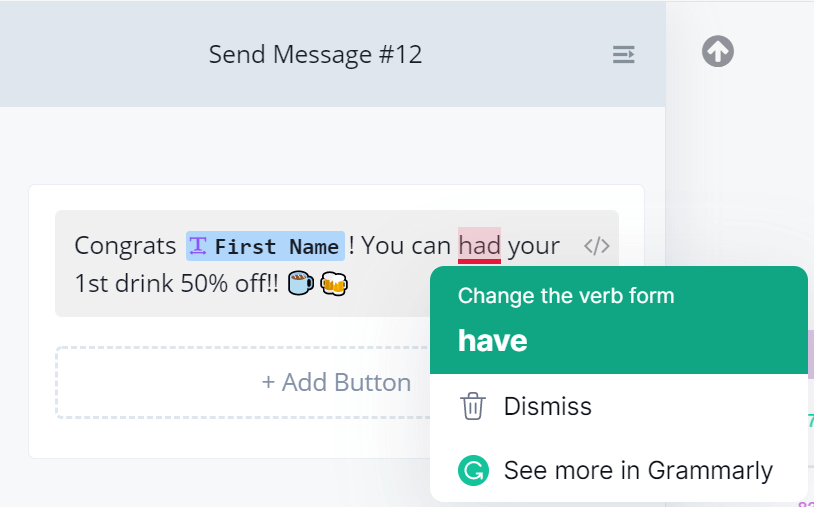 Send Message #12
Congrats First Name ! You can had your
1st drink 50% off!! ☕🍻
Change the verb form
have
+ Add Button
Dismiss
See more in Grammarly